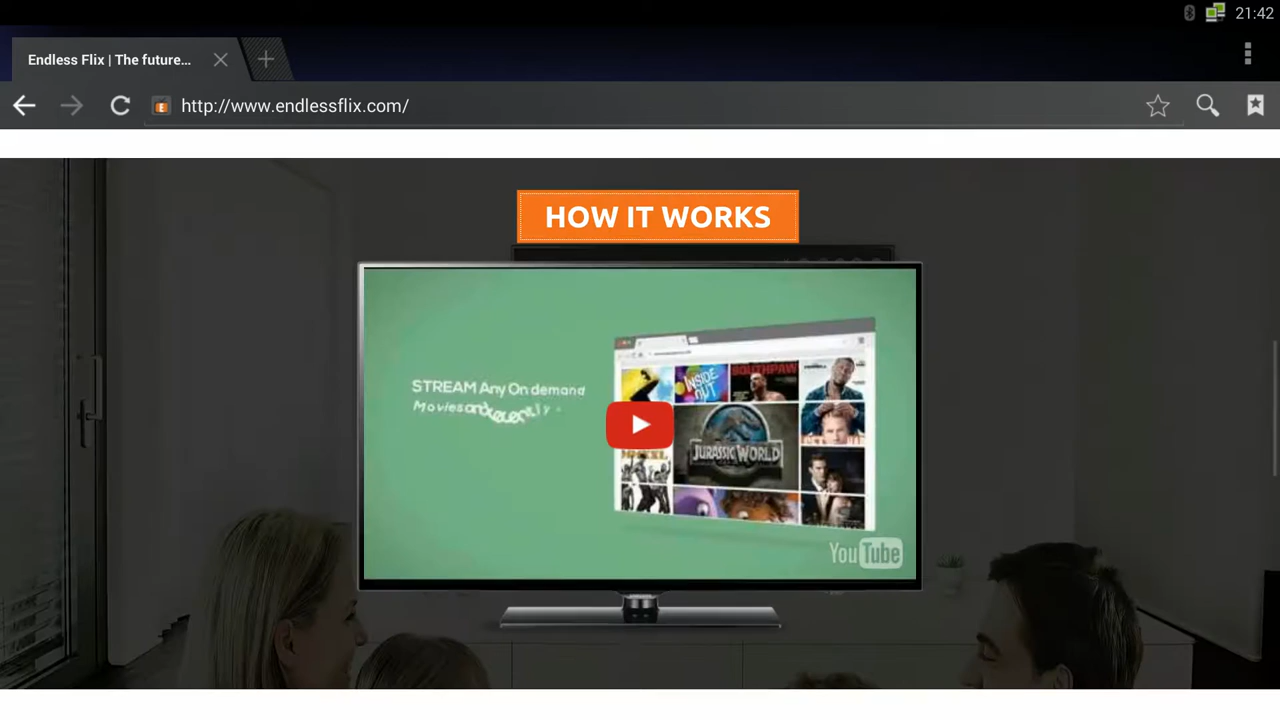 21:42
Endless Flix | The future...
http://www.endlessflix.com/
HOW IT WORKS
STREAM Any On demand
Movies
INSIDE
OUT
SOUTHPAW
JURASSIC WORLD
YouTube